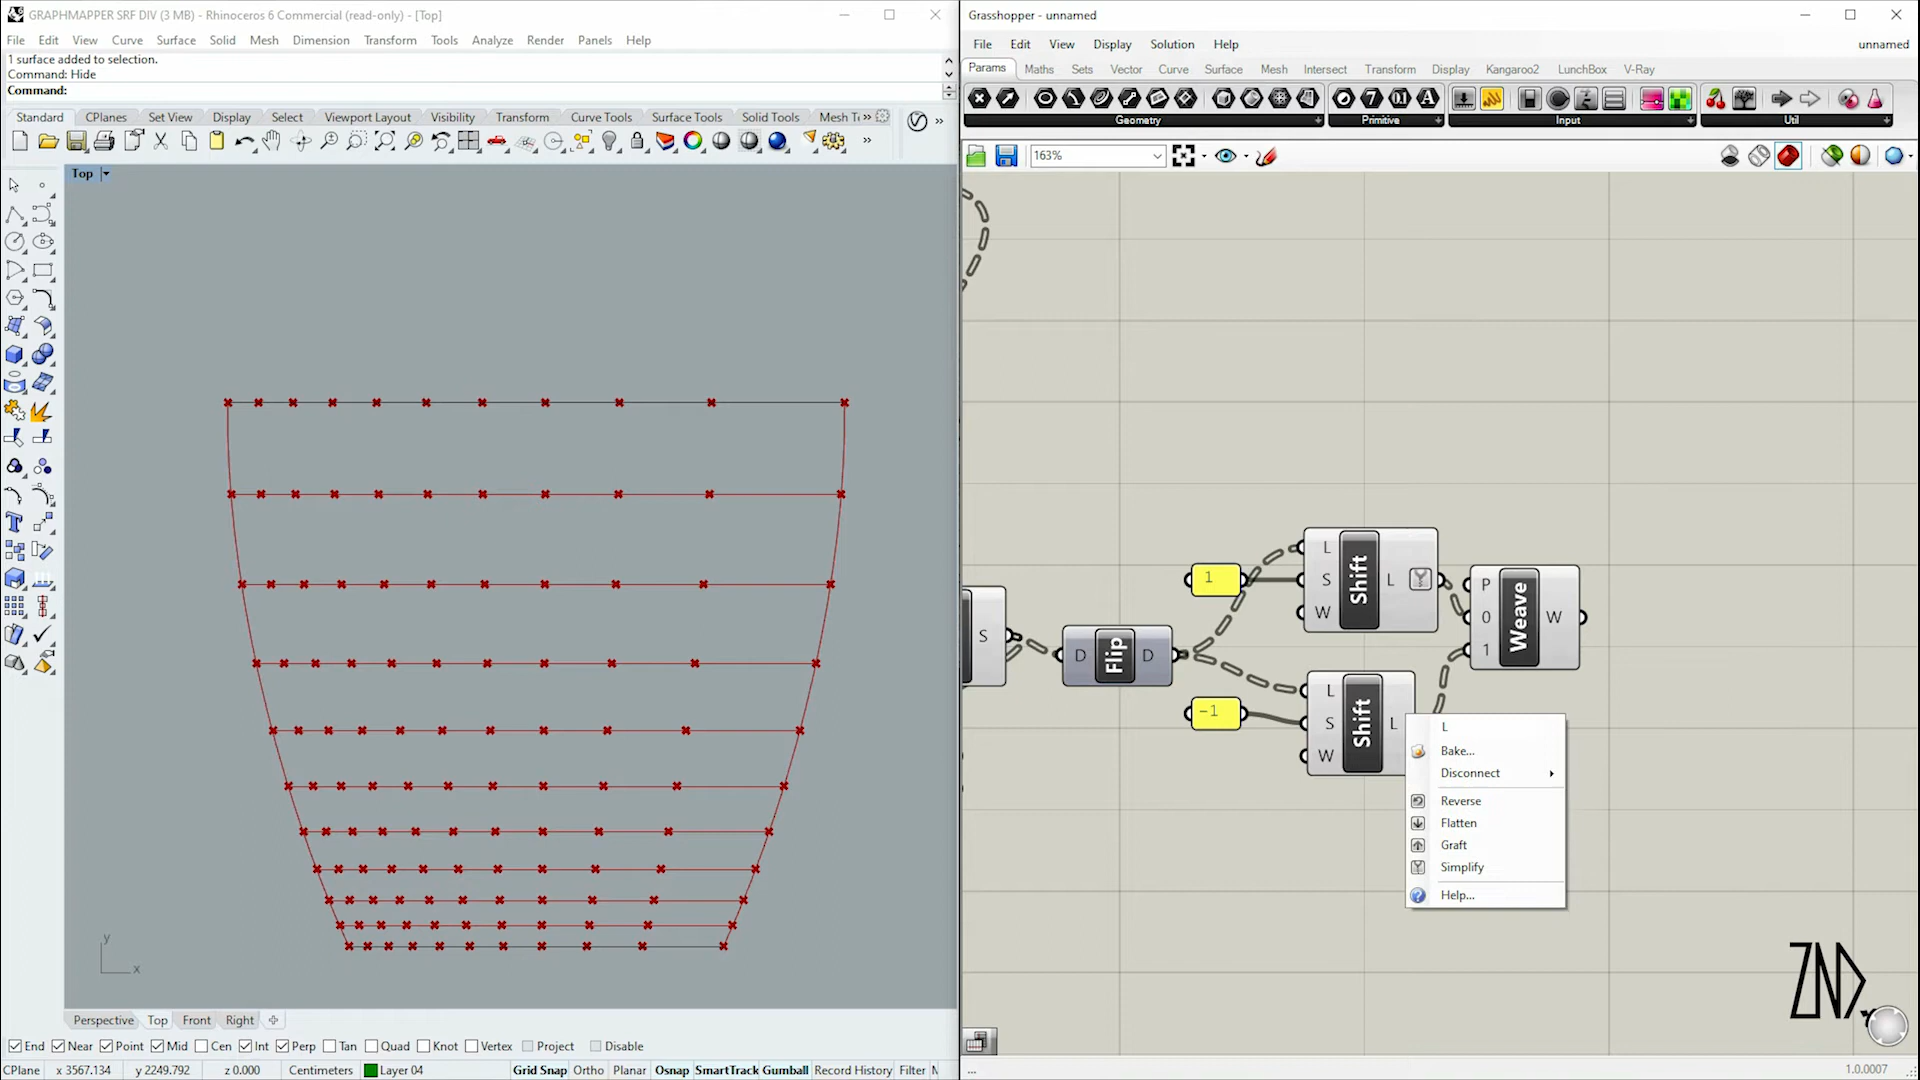 GRAPHMAPPER SRF DIV (3 MB) - Rhinoceros 6 Commercial (read-only) - [Top]
File Edit View Curve Surface Solid Mesh Dimension Transform Tools Analyze Render Panels Help
1 surface added to selection.
Command: Hide
Command:
Standard CPlanes Set View Display Select Viewport Layout Visibility Transform Curve Tools Surface Tools Solid Tools Mesh T
Top
y
x
Perspective Top Front Right
End Near Point Mid Cen Int Perp Tan Quad Knot Vertex Project Disable
CPlane x 3567.134 y 2249.792 z 0.000 Centimeters Layer 04 Grid Snap Ortho Planar Osnap SmartTrack Gumball Record History Filter
Grasshopper - unnamed
File Edit View Display Solution Help unnamed
Params Maths Sets Vector Curve Surface Mesh Intersect Transform Display Kangaroo2 LunchBox V-Ray
Geometry Primitive Input Util
163%
S
D Flip D
1
-1
L
S
W
Shift
L
L
S
W
Shift
L
P
0
1
Weave
W
L
Bake...
Disconnect
Reverse
Flatten
Graft
Simplify
Help...
ZND
...
1.0.0007